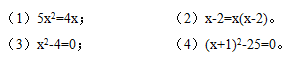 （1）5x²=4x；（2）x-2=x(x-2)。
（3）x²-4=0；（4）(x+1)²-25=0。